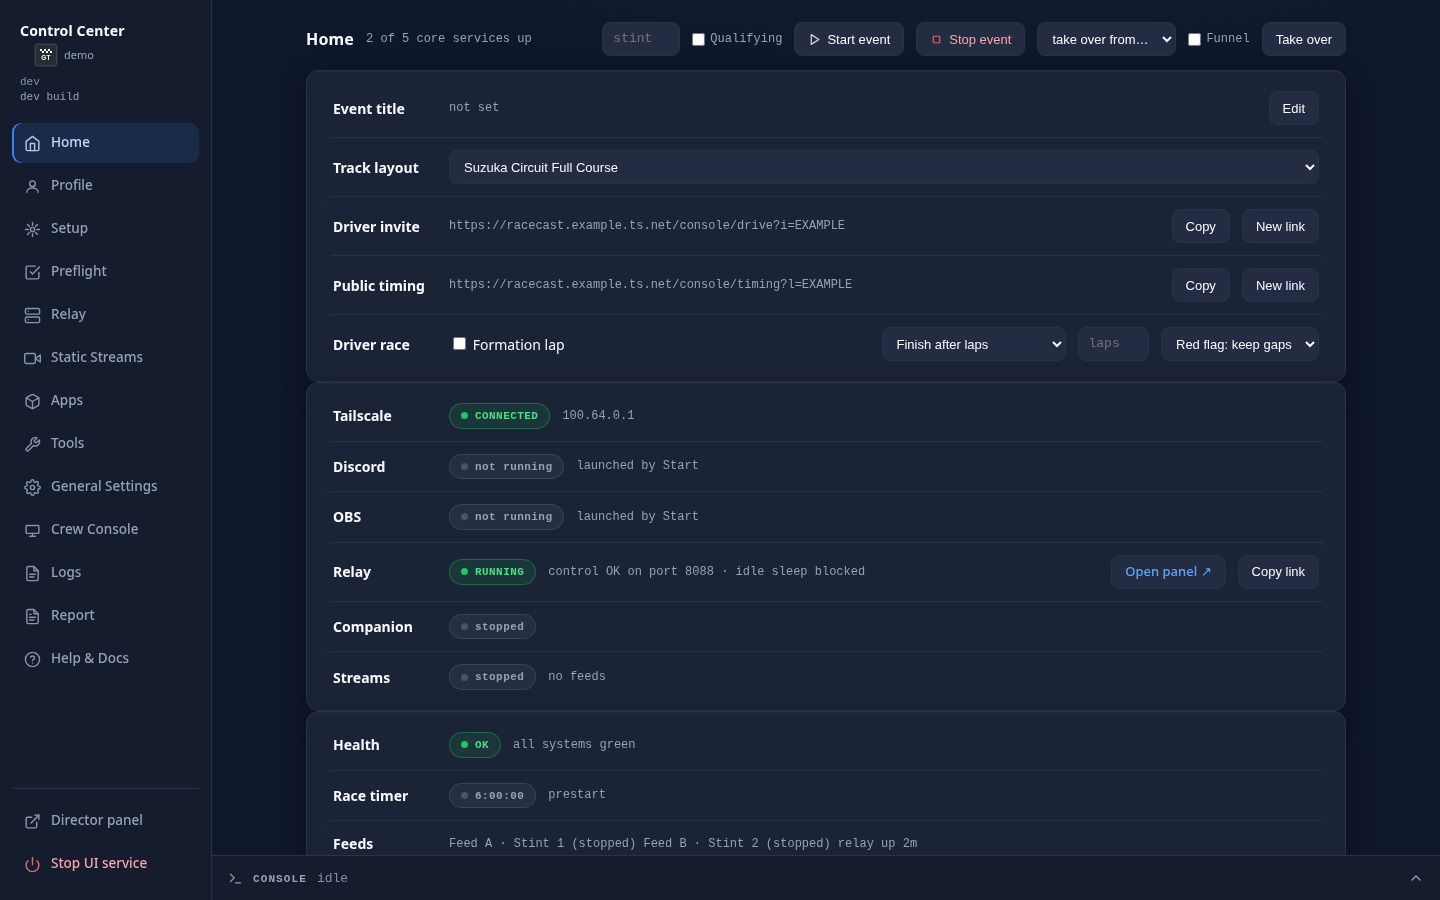 Control Center
GT demo
dev
dev build
Home
Profile
Setup
Preflight
Relay
Static Streams
Apps
Tools
General Settings
Crew Console
Logs
Report
Help & Docs
Director panel
Stop UI service
Home 2 of 5 core services up stint Qualifying Start event Stop event take over from... Funnel Take over
Event title not set Edit
Track layout Suzuka Circuit Full Course
Driver invite https://racecast.example.ts.net/console/drive?i=EXAMPLE Copy New link
Public timing https://racecast.example.ts.net/console/timing?l=EXAMPLE Copy New link
Driver race Formation lap Finish after laps laps Red flag: keep gaps
Tailscale CONNECTED 100.64.0.1
Discord not running launched by Start
OBS not running launched by Start
Relay RUNNING control OK on port 8088 · idle sleep blocked Open panel ↗ Copy link
Companion stopped
Streams stopped no feeds
Health OK all systems green
Race timer 6:00:00 prestart
Feeds Feed A · Stint 1 (stopped) Feed B · Stint 2 (stopped) relay up 2m
CONSOLE idle